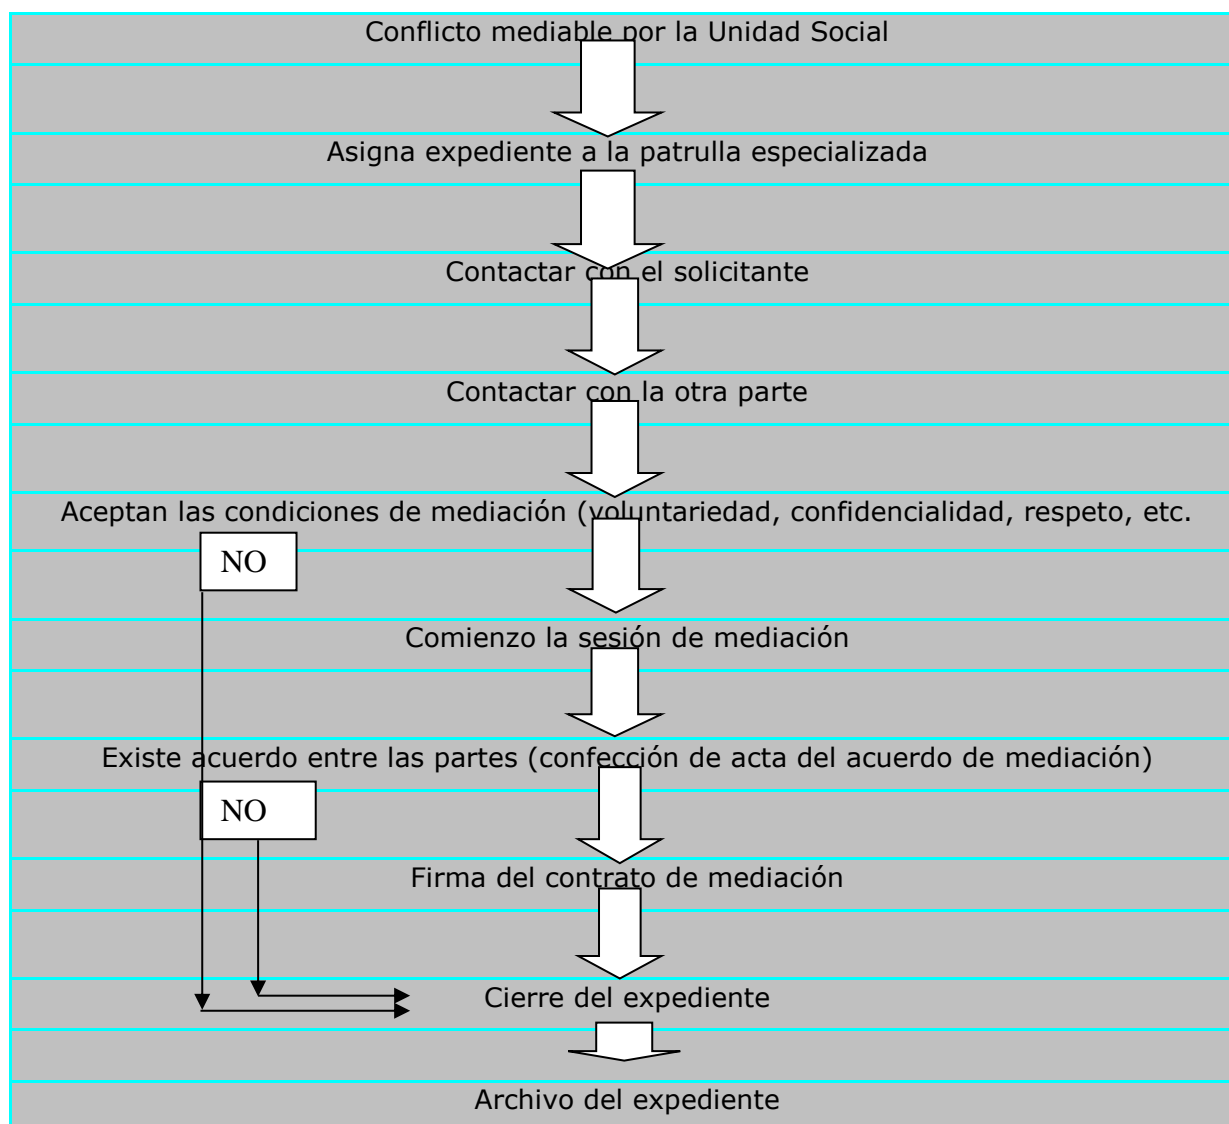 Conflicto mediable por la Unidad Social
Asigna expediente a la patrulla especializada
Contactar con el solicitante
Contactar con la otra parte
Aceptan las condiciones de mediación (voluntariedad, confidencialidad, respeto, etc.
NO
Comienzo la sesión de mediación
Existe acuerdo entre las partes (confección de acta del acuerdo de mediación)
NO
Firma del contrato de mediación
Cierre del expediente
Archivo del expediente